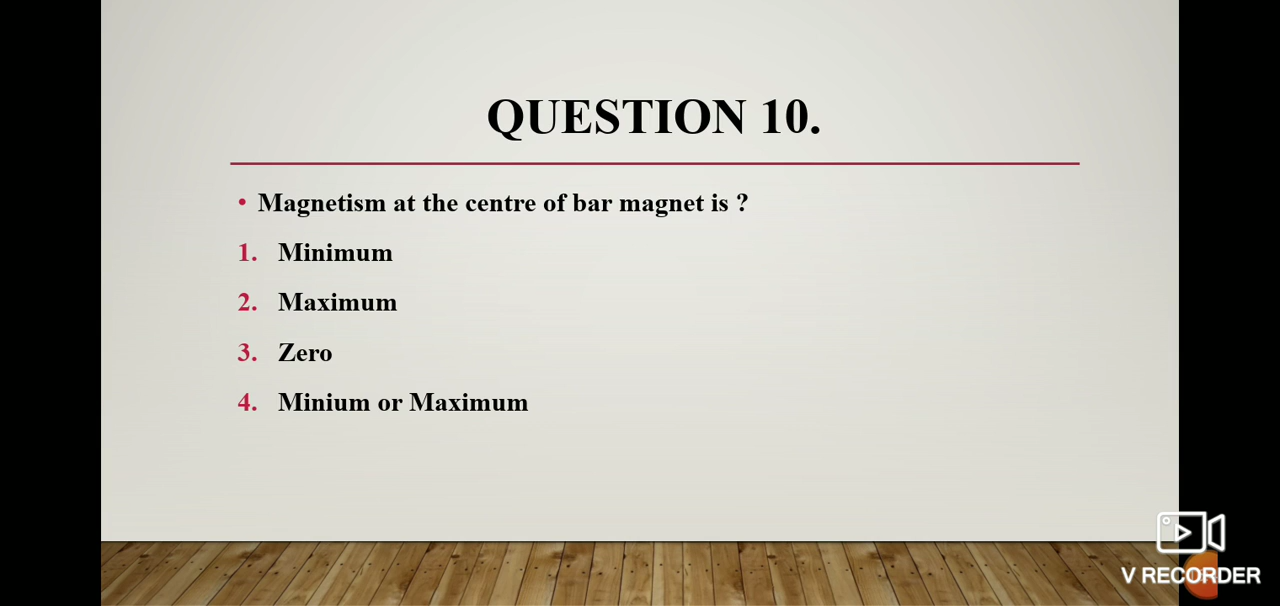 QUESTION 10.
• Magnetism at the centre of bar magnet is ?
1. Minimum
2. Maximum
3. Zero
4. Minium or Maximum
V RECORDER